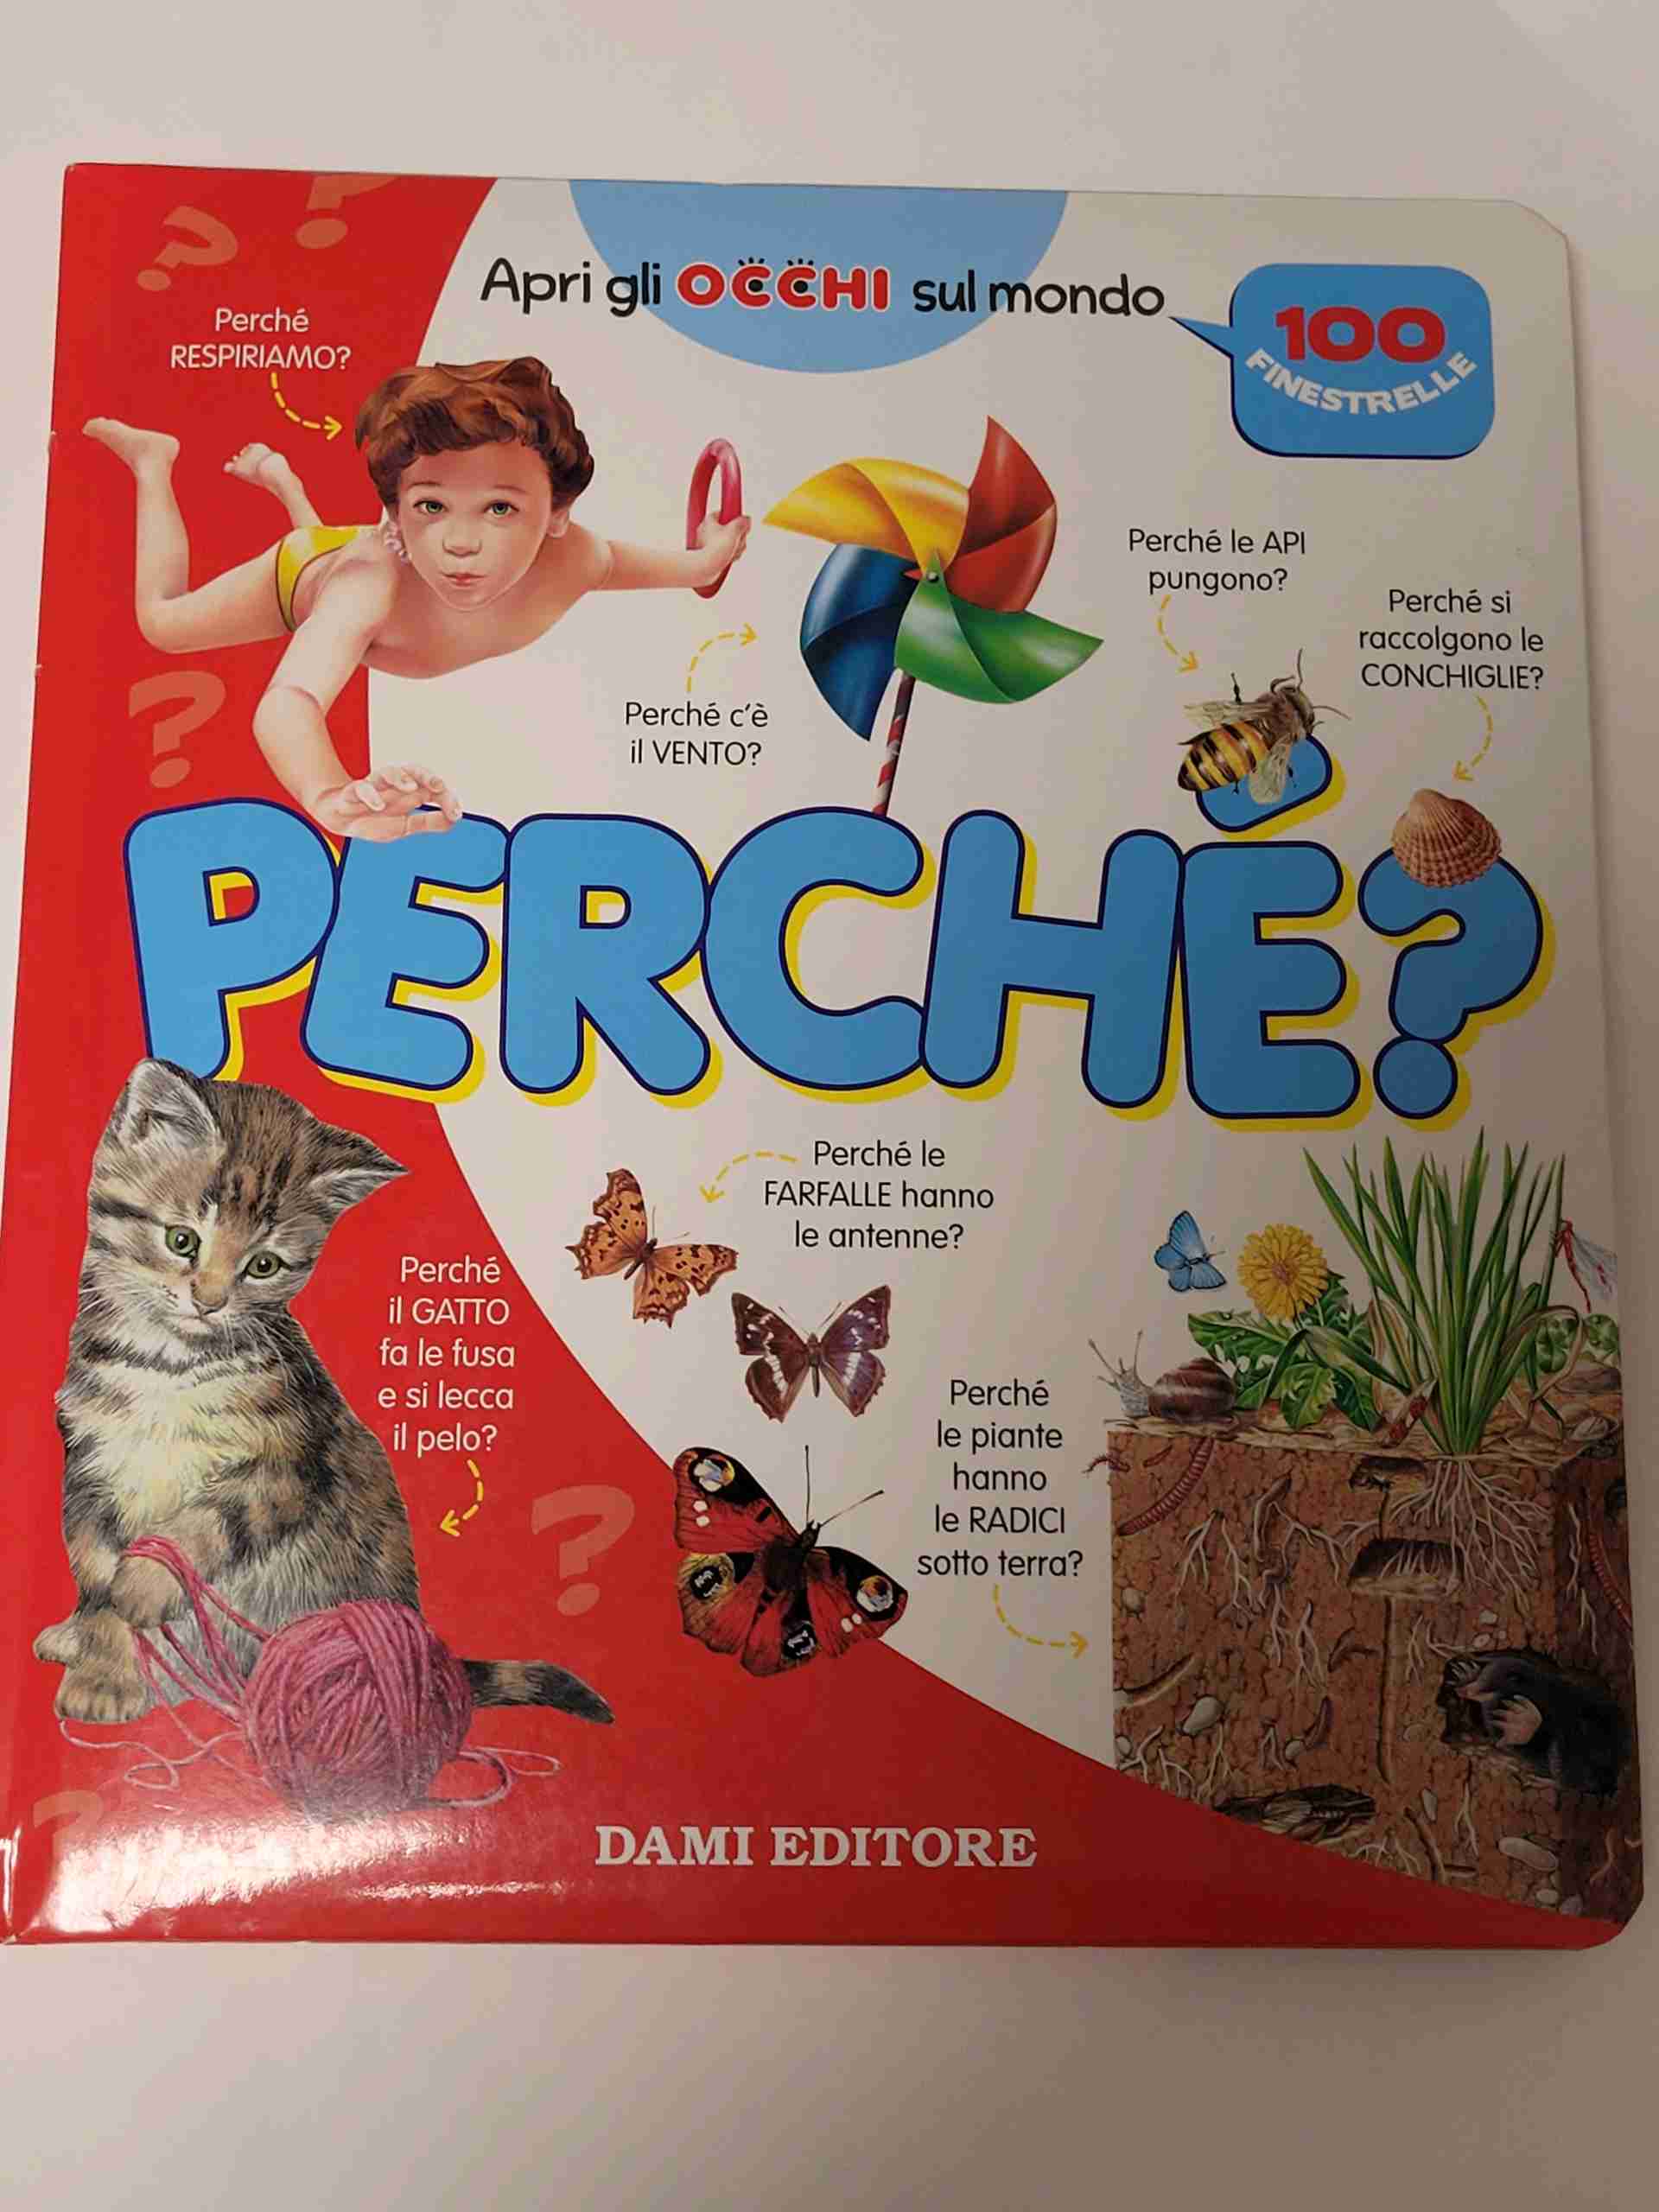 Apri gli OCCHI sul mondo
100
FINESTRELLE
Perché
RESPIRIAMO?
Perché c'è
il VENTO?
Perché le API
pungono?
Perché si
raccolgono le
CONCHIGLIE?
PERCHÉ?
Perché le
FARFALLE hanno
le antenne?
Perché
il GATTO
fa le fusa
e si lecca
il pelo?
Perché
le piante
hanno
le RADICI
sotto terra?
DAMI EDITORE